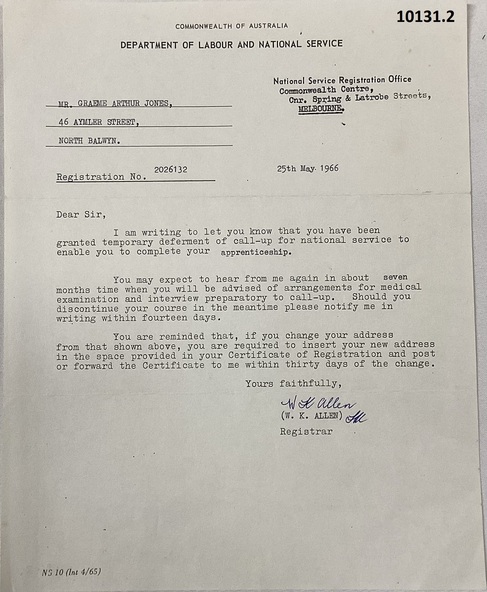 10131.2
COMMONWEALTH OF AUSTRALIA
DEPARTMENT OF LABOUR AND NATIONAL SERVICE
National Service Registration Office
Commonwealth Centre,
Cnr. Spring & Latrobe Streets,
MELBOURNE.
MR. GRAEME ARTHUR JONES,
46 AYMLER STREET,
NORTH BALWYN.
Registration No. 2026132
25th May 1966
Dear Sir,
I am writing to let you know that you have been
granted temporary deferment of call-up for national service to
enable you to complete your apprenticeship.
You may expect to hear from me again in about seven
months time when you will be advised of arrangements for medical
examination and interview preparatory to call-up. Should you
discontinue your course in the meantime please notify me in
writing within fourteen days.
You are reminded that, if you change your address
from that shown above, you are required to insert your new address
in the space provided in your Certificate of Registration and post
or forward the Certificate to me within thirty days of the change.
Yours faithfully,
W K Allen
(W. K. ALLEN)
Registrar
NS 10 (Int 4/65)